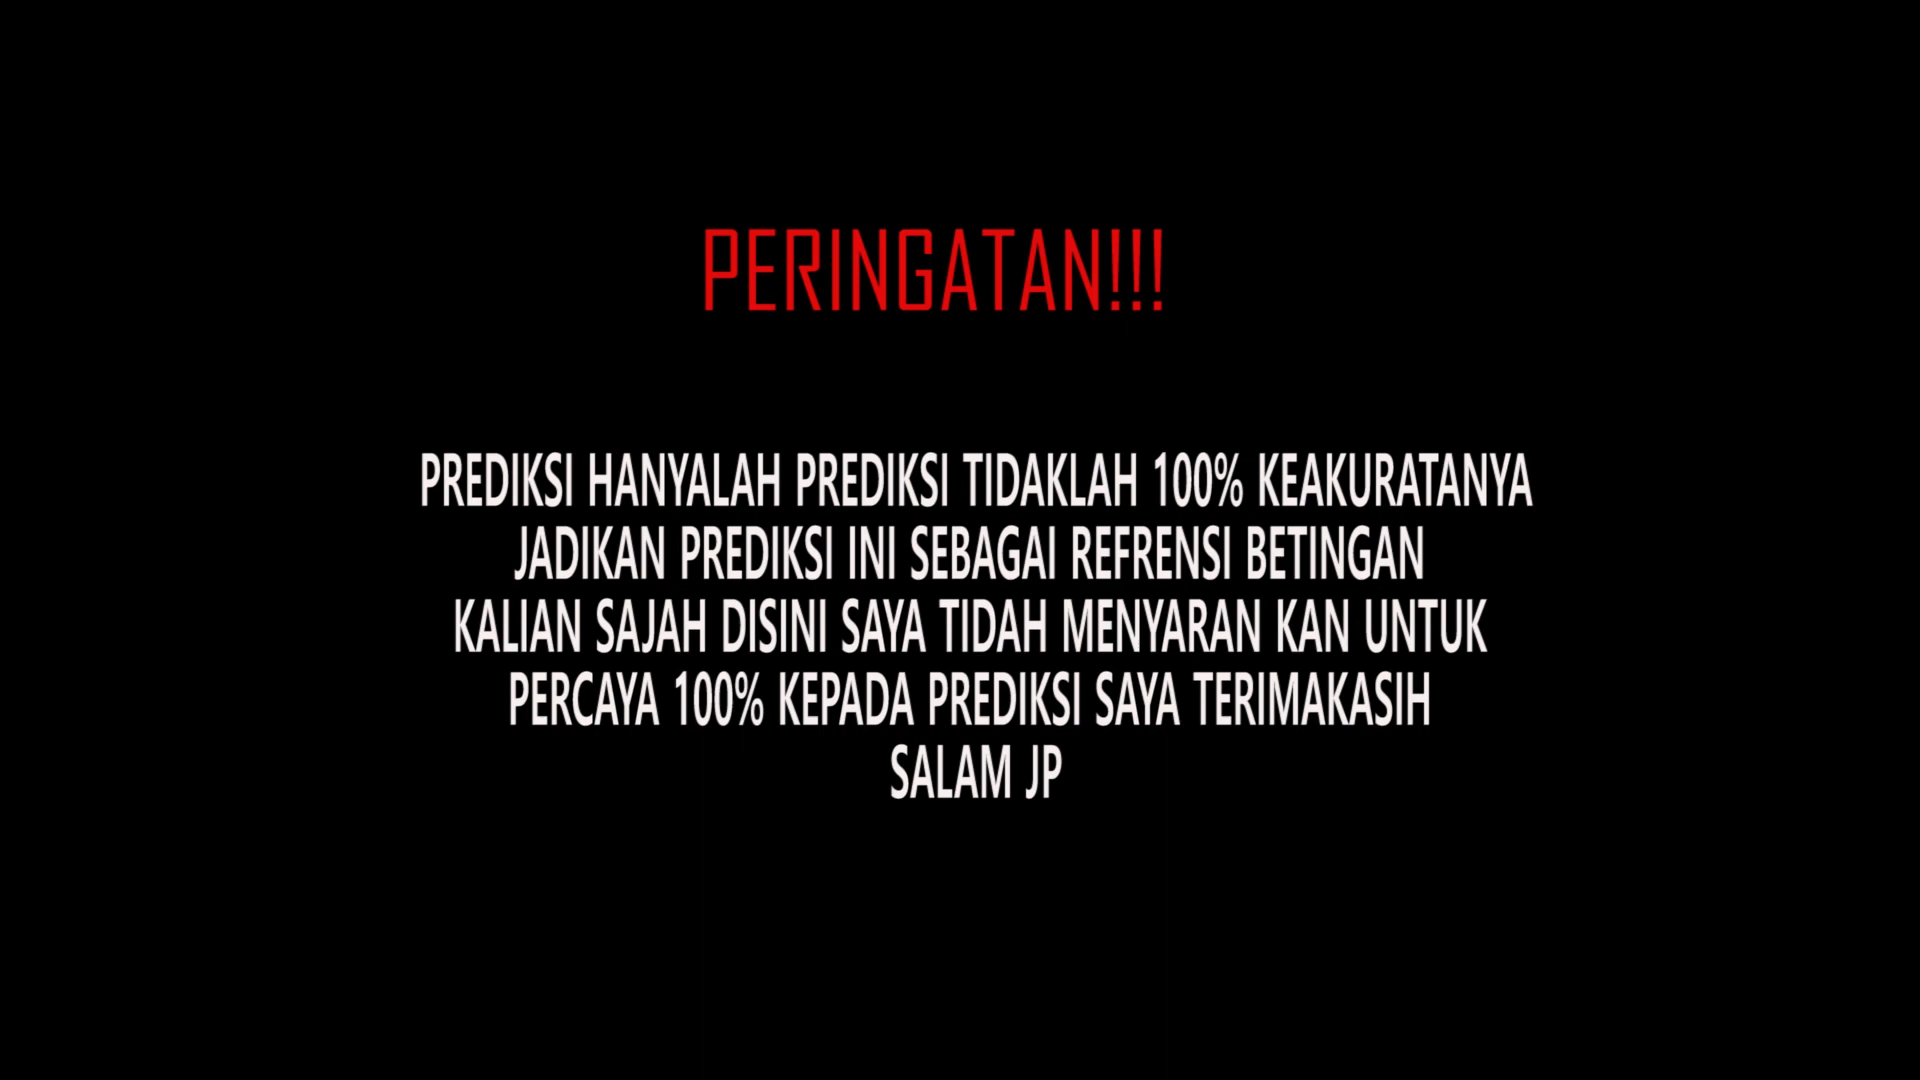 PERINGATAN!!!
PREDIKSI HANYALAH PREDIKSI TIDAKLAH 100% KEAKURATANYA
JADIKAN PREDIKSI INI SEBAGAI REFRENSI BETINGAN
KALIAN SAJAH DISINI SAYA TIDAH MENYARAN KAN UNTUK
PERCAYA 100% KEPADA PREDIKSI SAYA TERIMAKASIH
SALAM JP